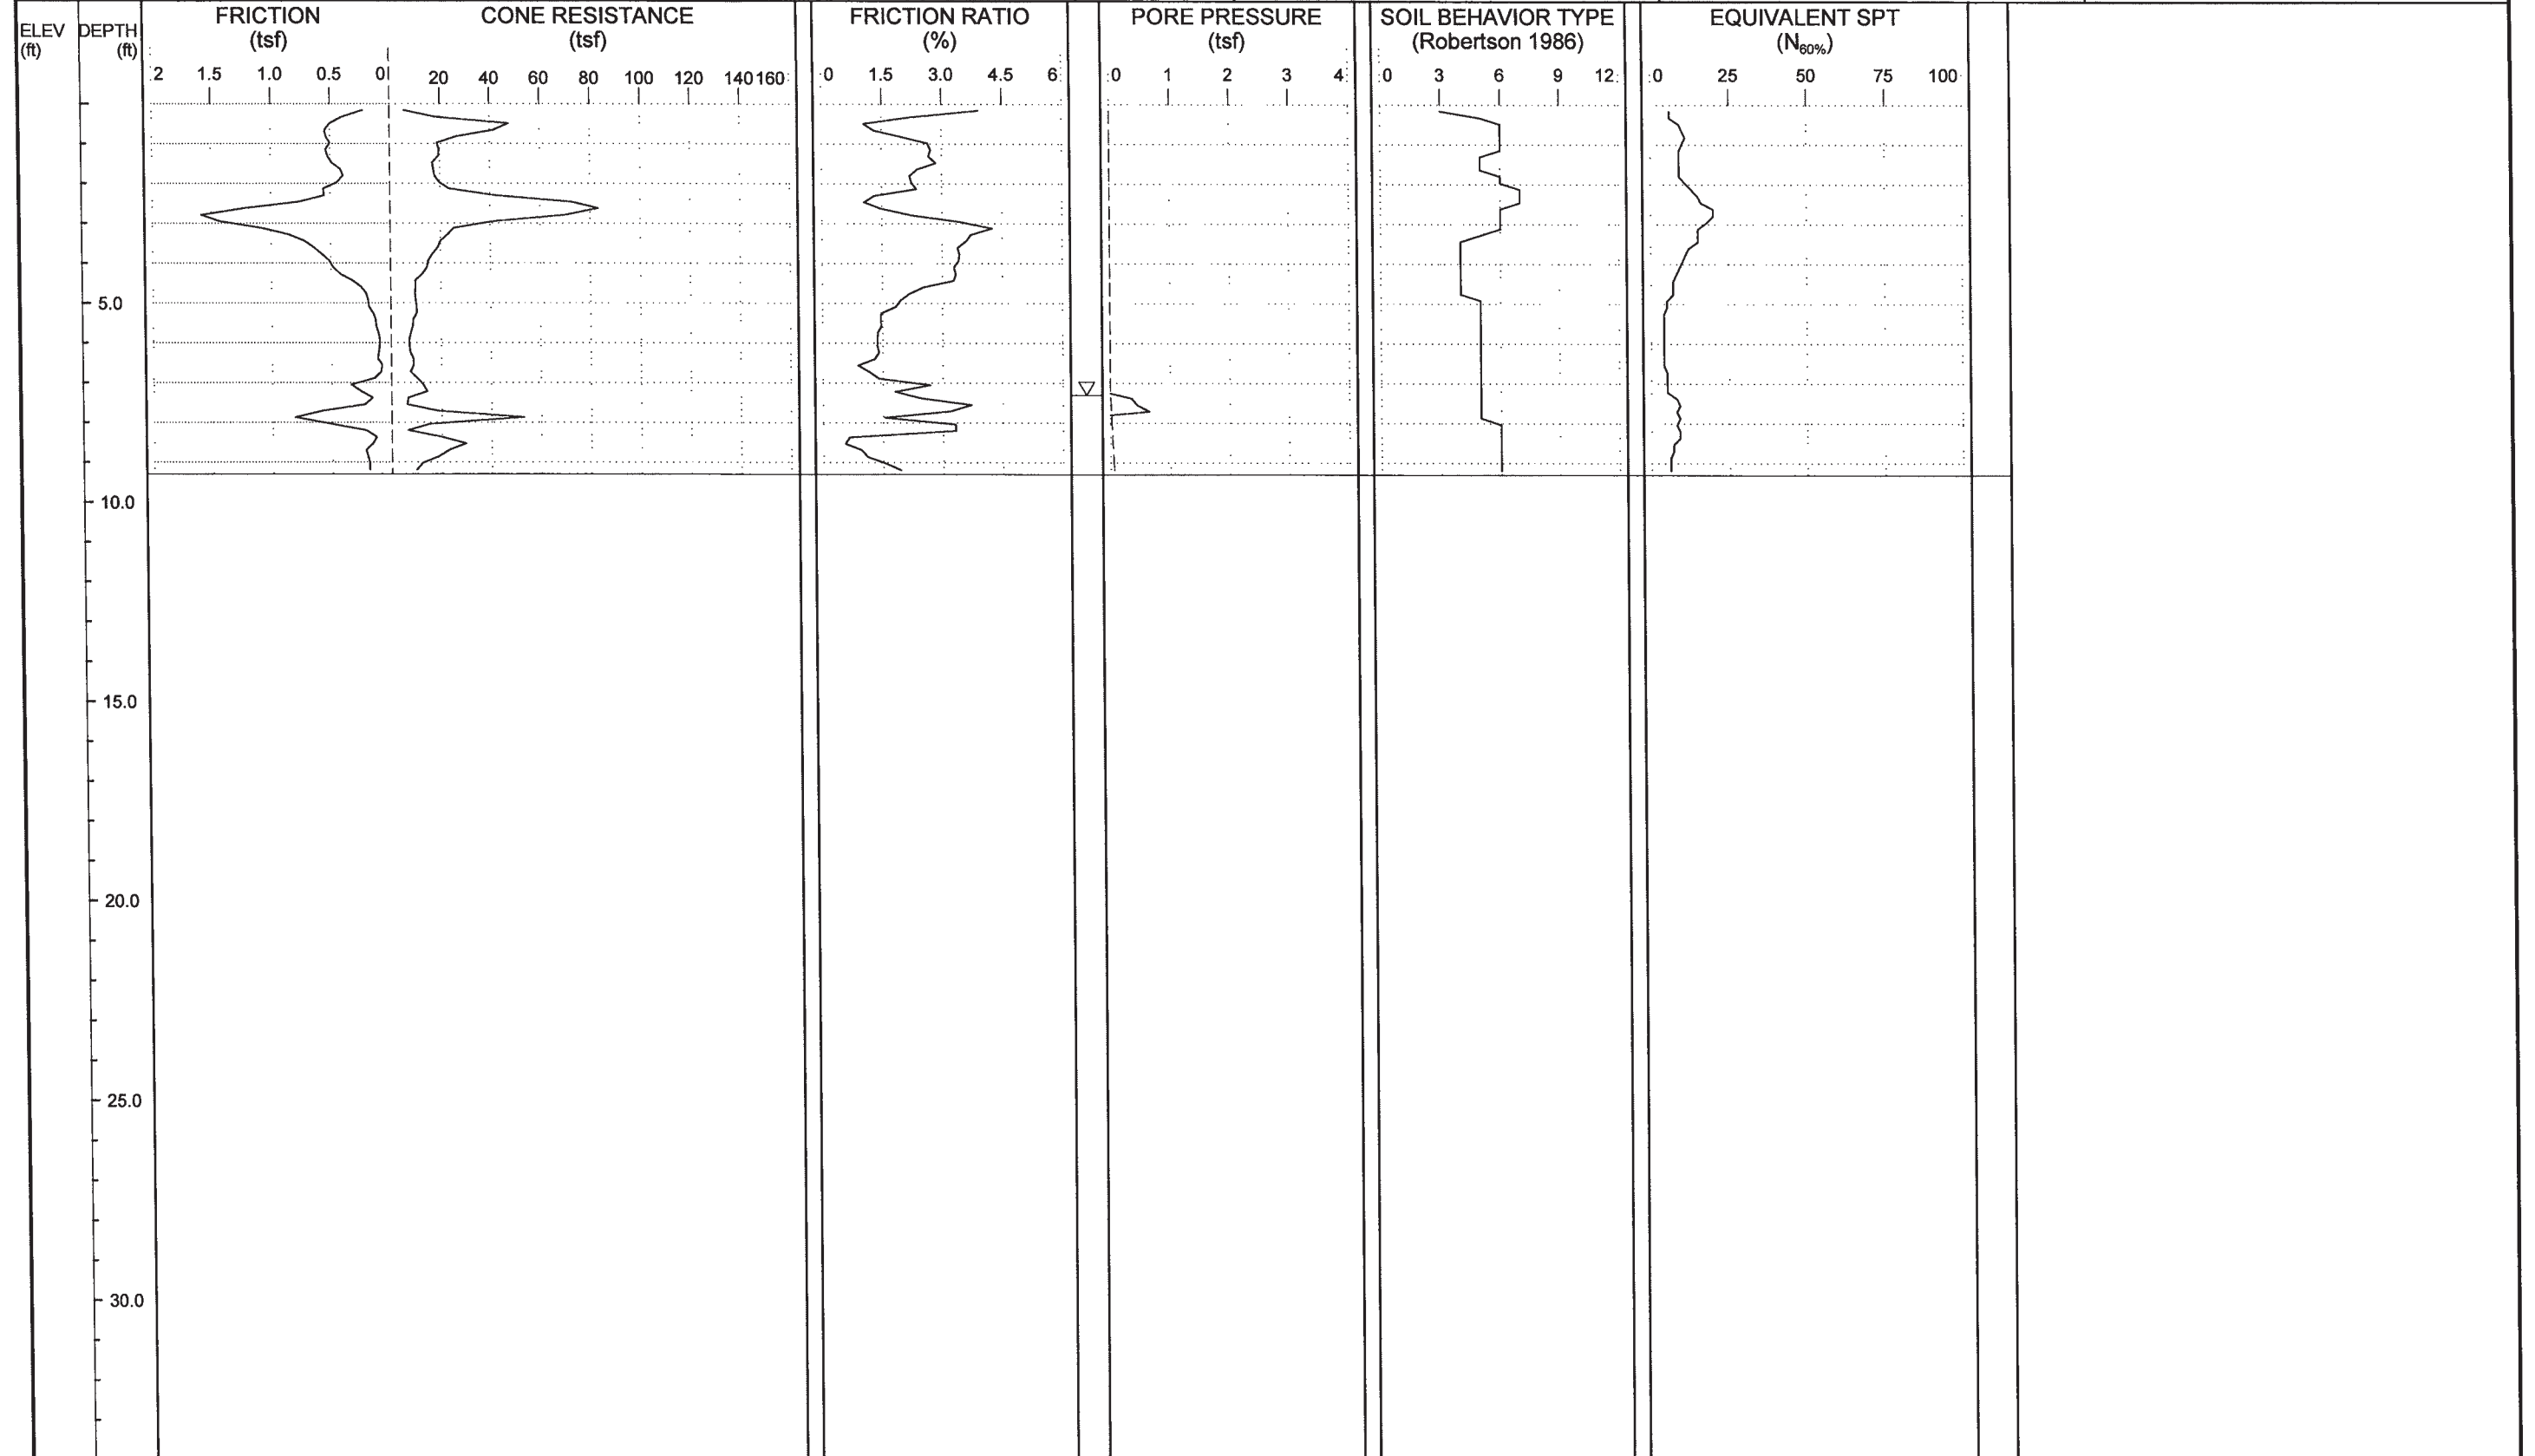 FRICTION CONE RESISTANCE FRICTION RATIO PORE PRESSURE SOIL BEHAVIOR TYPE EQUIVALENT SPT
ELEV DEPTH (tsf) (tsf) (%) (tsf) (Robertson 1986) (N60%)
(ft) (ft)
2 1.5 1.0 0.5 0 20 40 60 80 100 120 140 160 0 1.5 3.0 4.5 6 0 1 2 3 4 0 3 6 9 12 0 25 50 75 100
5.0
10.0
15.0
20.0
25.0
30.0